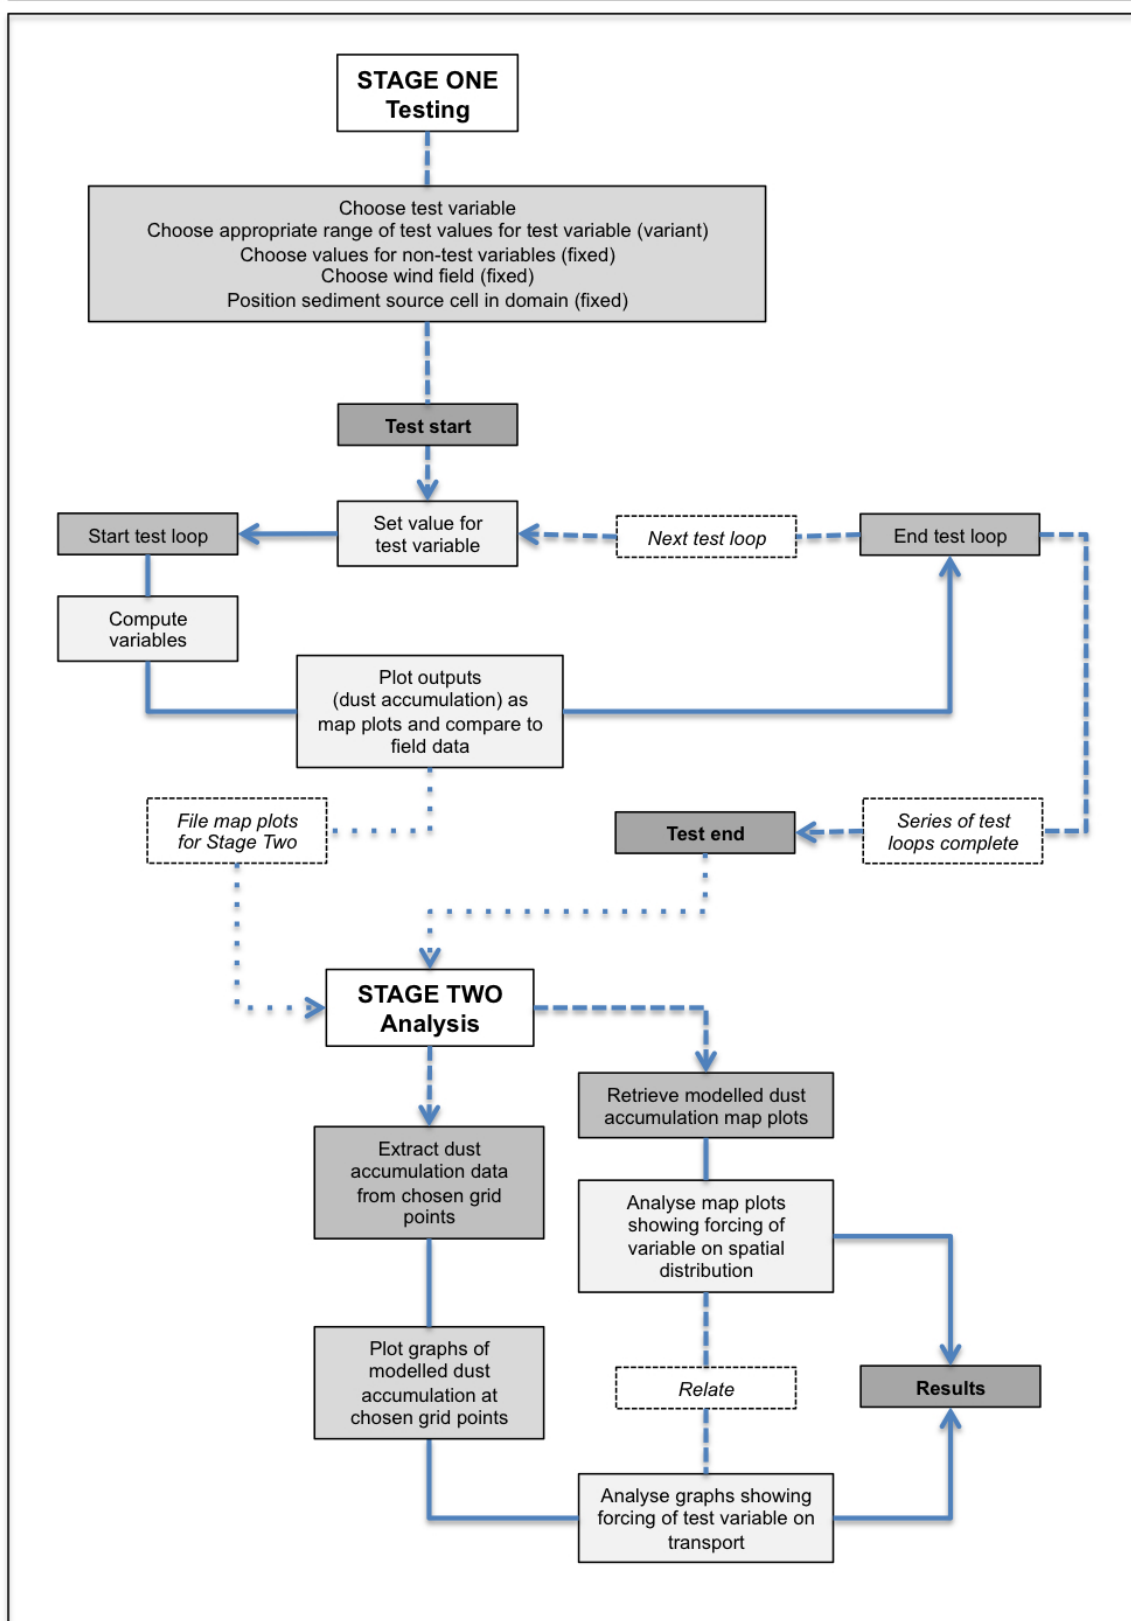 STAGE ONE
Testing
Choose test variable
Choose appropriate range of test values for test variable (variant)
Choose values for non-test variables (fixed)
Choose wind field (fixed)
Position sediment source cell in domain (fixed)
Test start
Start test loop
Set value for
test variable
Next test loop
End test loop
Compute
variables
Plot outputs
(dust accumulation) as
map plots and compare to
field data
File map plots
for Stage Two
Test end
Series of test
loops complete
STAGE TWO
Analysis
Retrieve modelled dust
accumulation map plots
Extract dust
accumulation data
from chosen grid
points
Analyse map plots
showing forcing of
variable on spatial
distribution
Plot graphs of
modelled dust
accumulation at
chosen grid points
Relate
Results
Analyse graphs showing
forcing of test variable on
transport